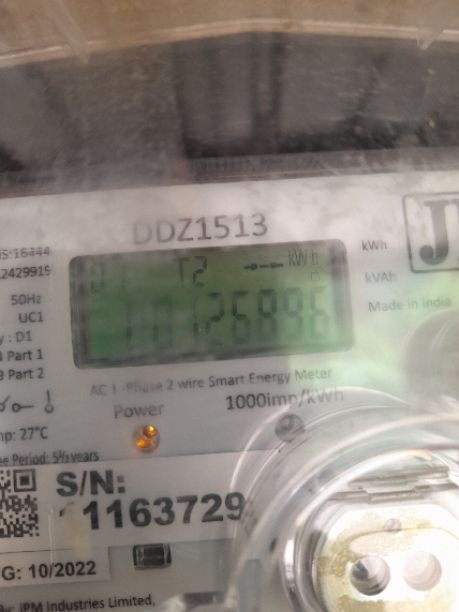 DDZ1513
IS:16444
kWh
50Hz
kVAh
UC1
T2 kWh
Made in India
: D1
Part 1
Part 2
AC 1 -Phase 2 wire Smart Energy Meter
Power
1000imp/kWh
27°C
Period: 5½ years
S/N:
1163729
G: 10/2022
JPM Industries Limited,